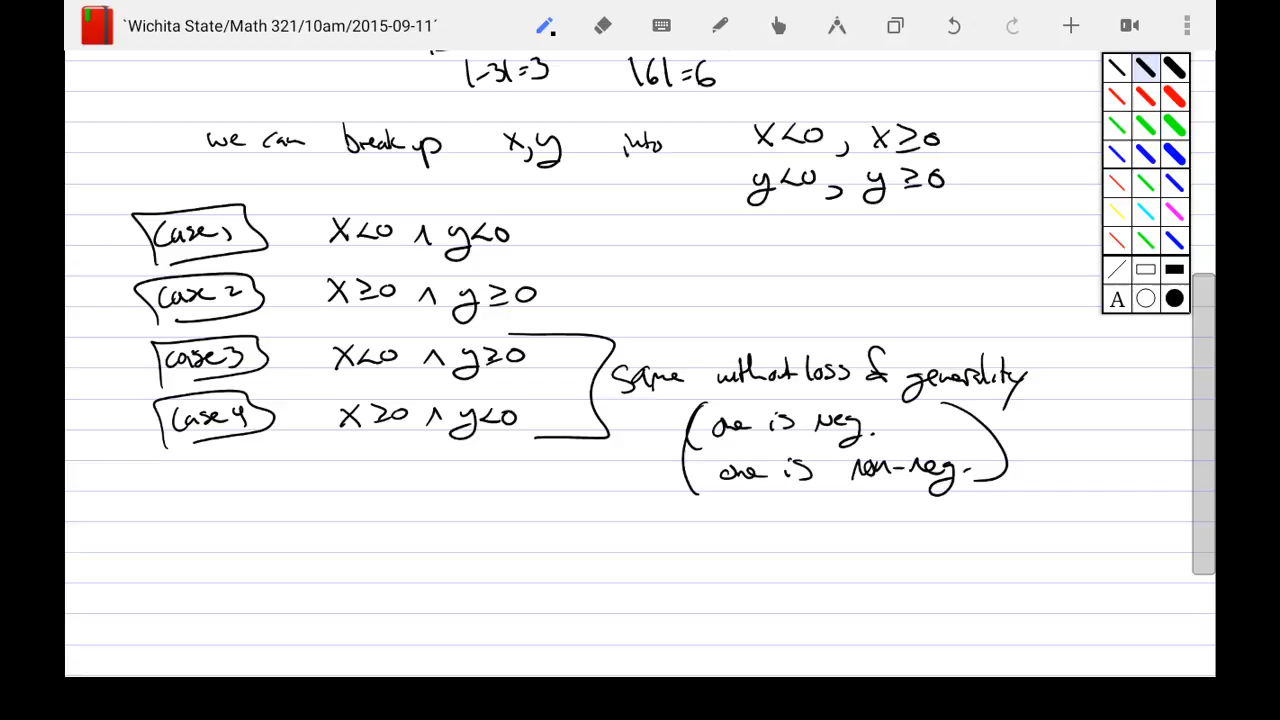 `Wichita State/Math 321/10am/2015-09-11´
|-3|=3 |6|=6
we can break up x,y into x<0, x≥0
y<0, y≥0
Case 1 x<0 ∧ y<0
Case 2 x≥0 ∧ y≥0
Case 3 x<0 ∧ y≥0
Case 4 x≥0 ∧ y<0
Same without loss of generality
(one is neg.
one is non-neg.)
A